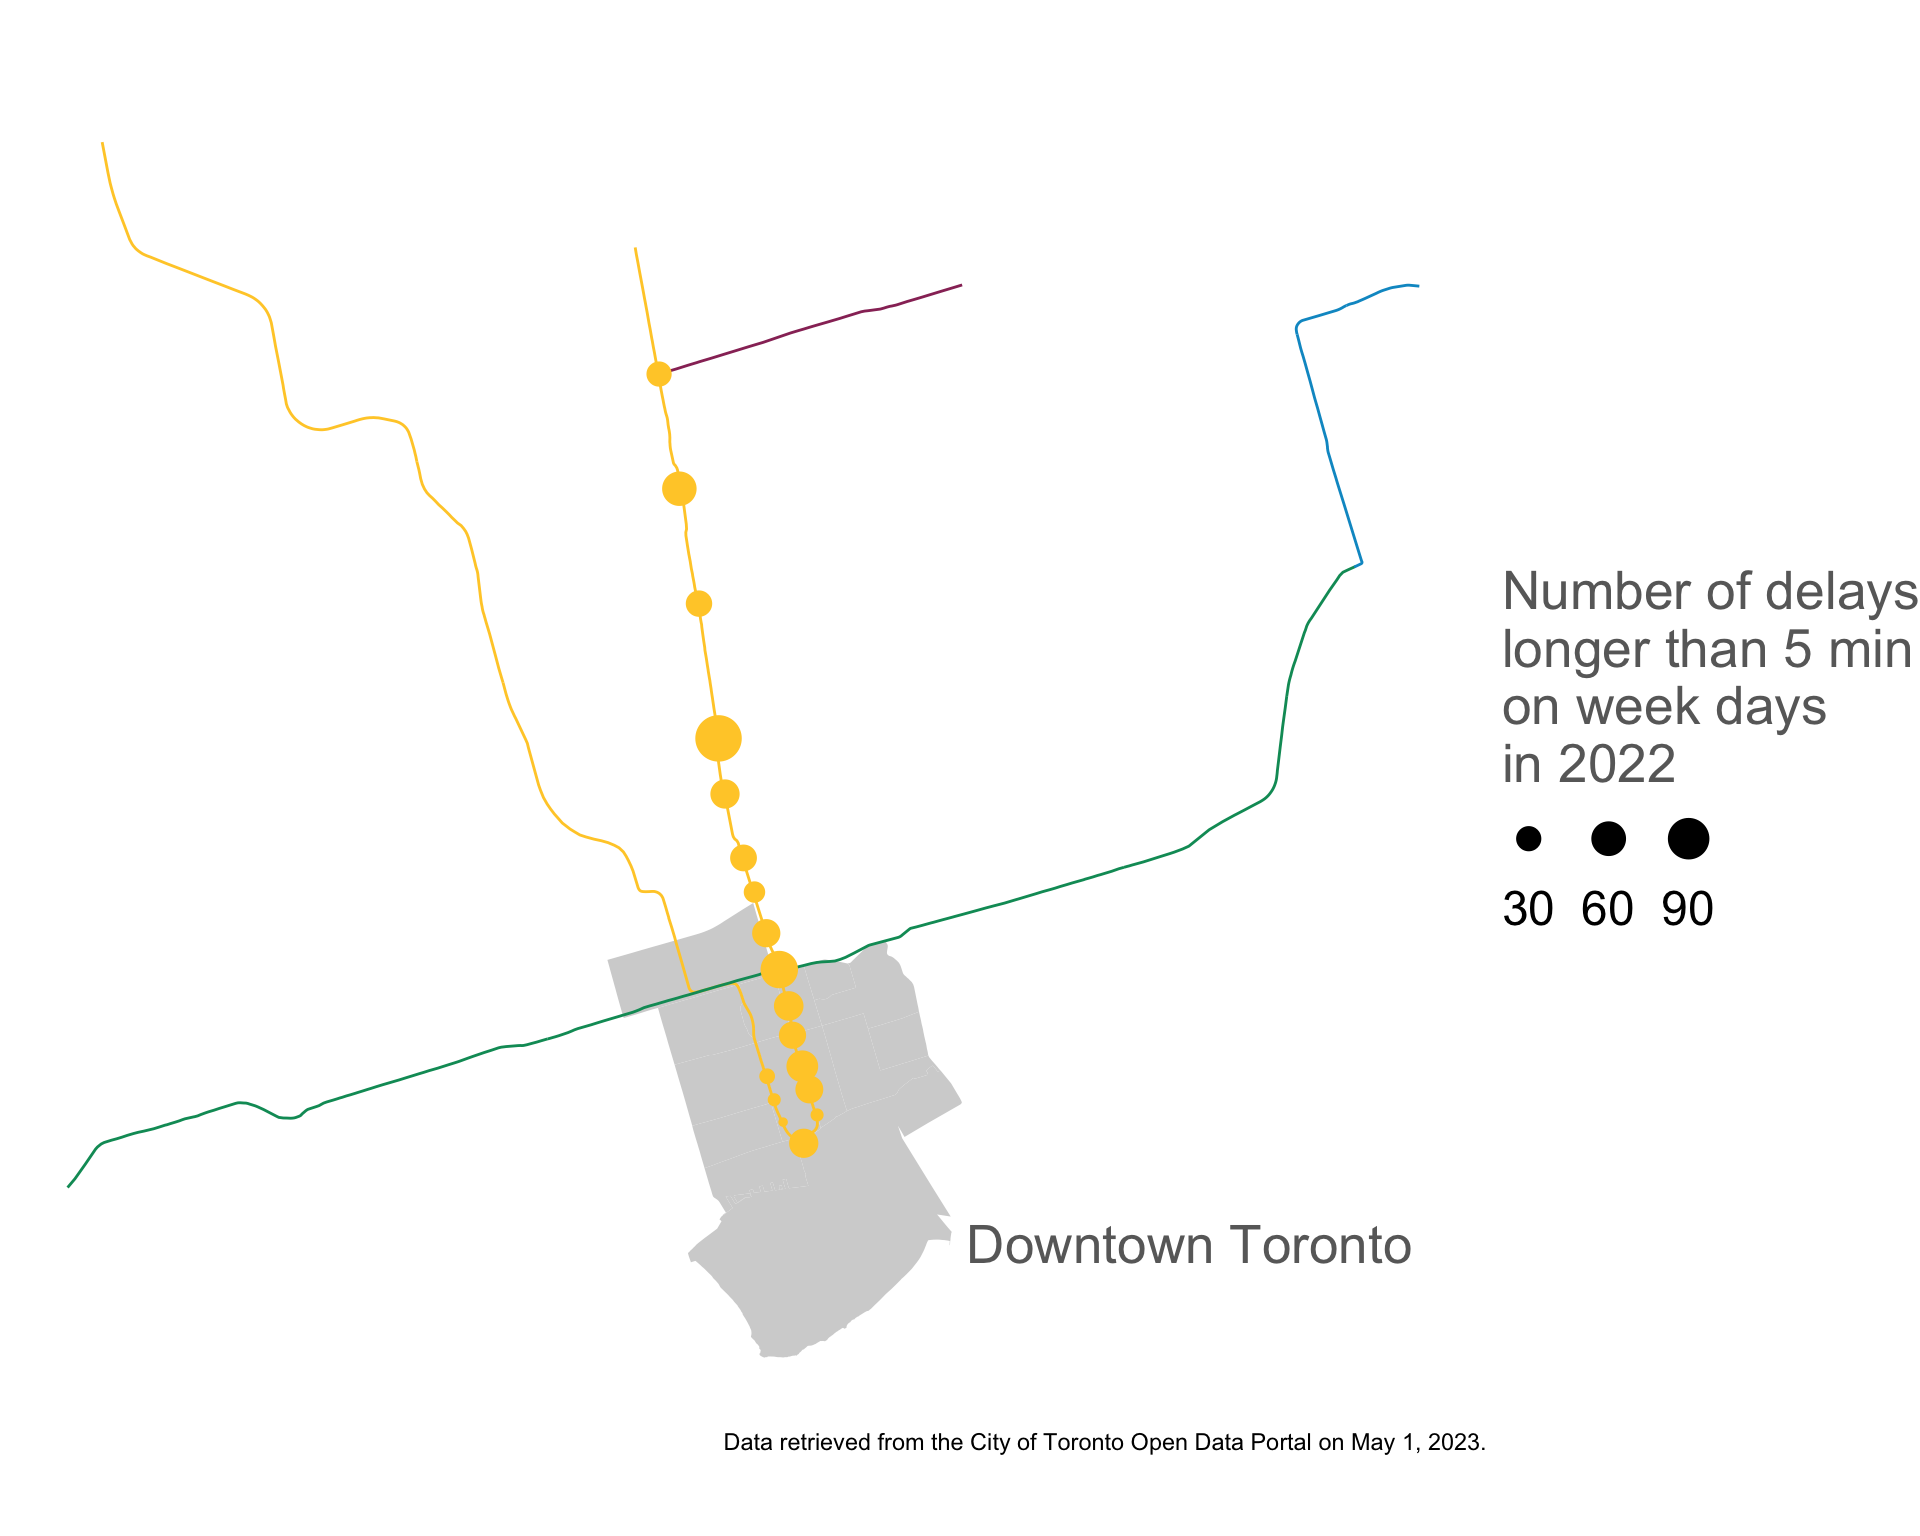 Number of delays
longer than 5 min
on week days
in 2022
30 60 90
Downtown Toronto
Data retrieved from the City of Toronto Open Data Portal on May 1, 2023.